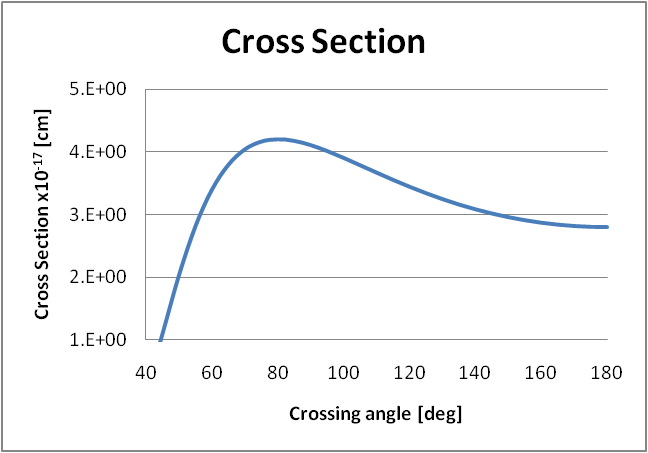 Cross Section
5.E+00
4.E+00
3.E+00
2.E+00
1.E+00
Cross Section x10⁻¹⁷ [cm]
40 60 80 100 120 140 160 180
Crossing angle [deg]